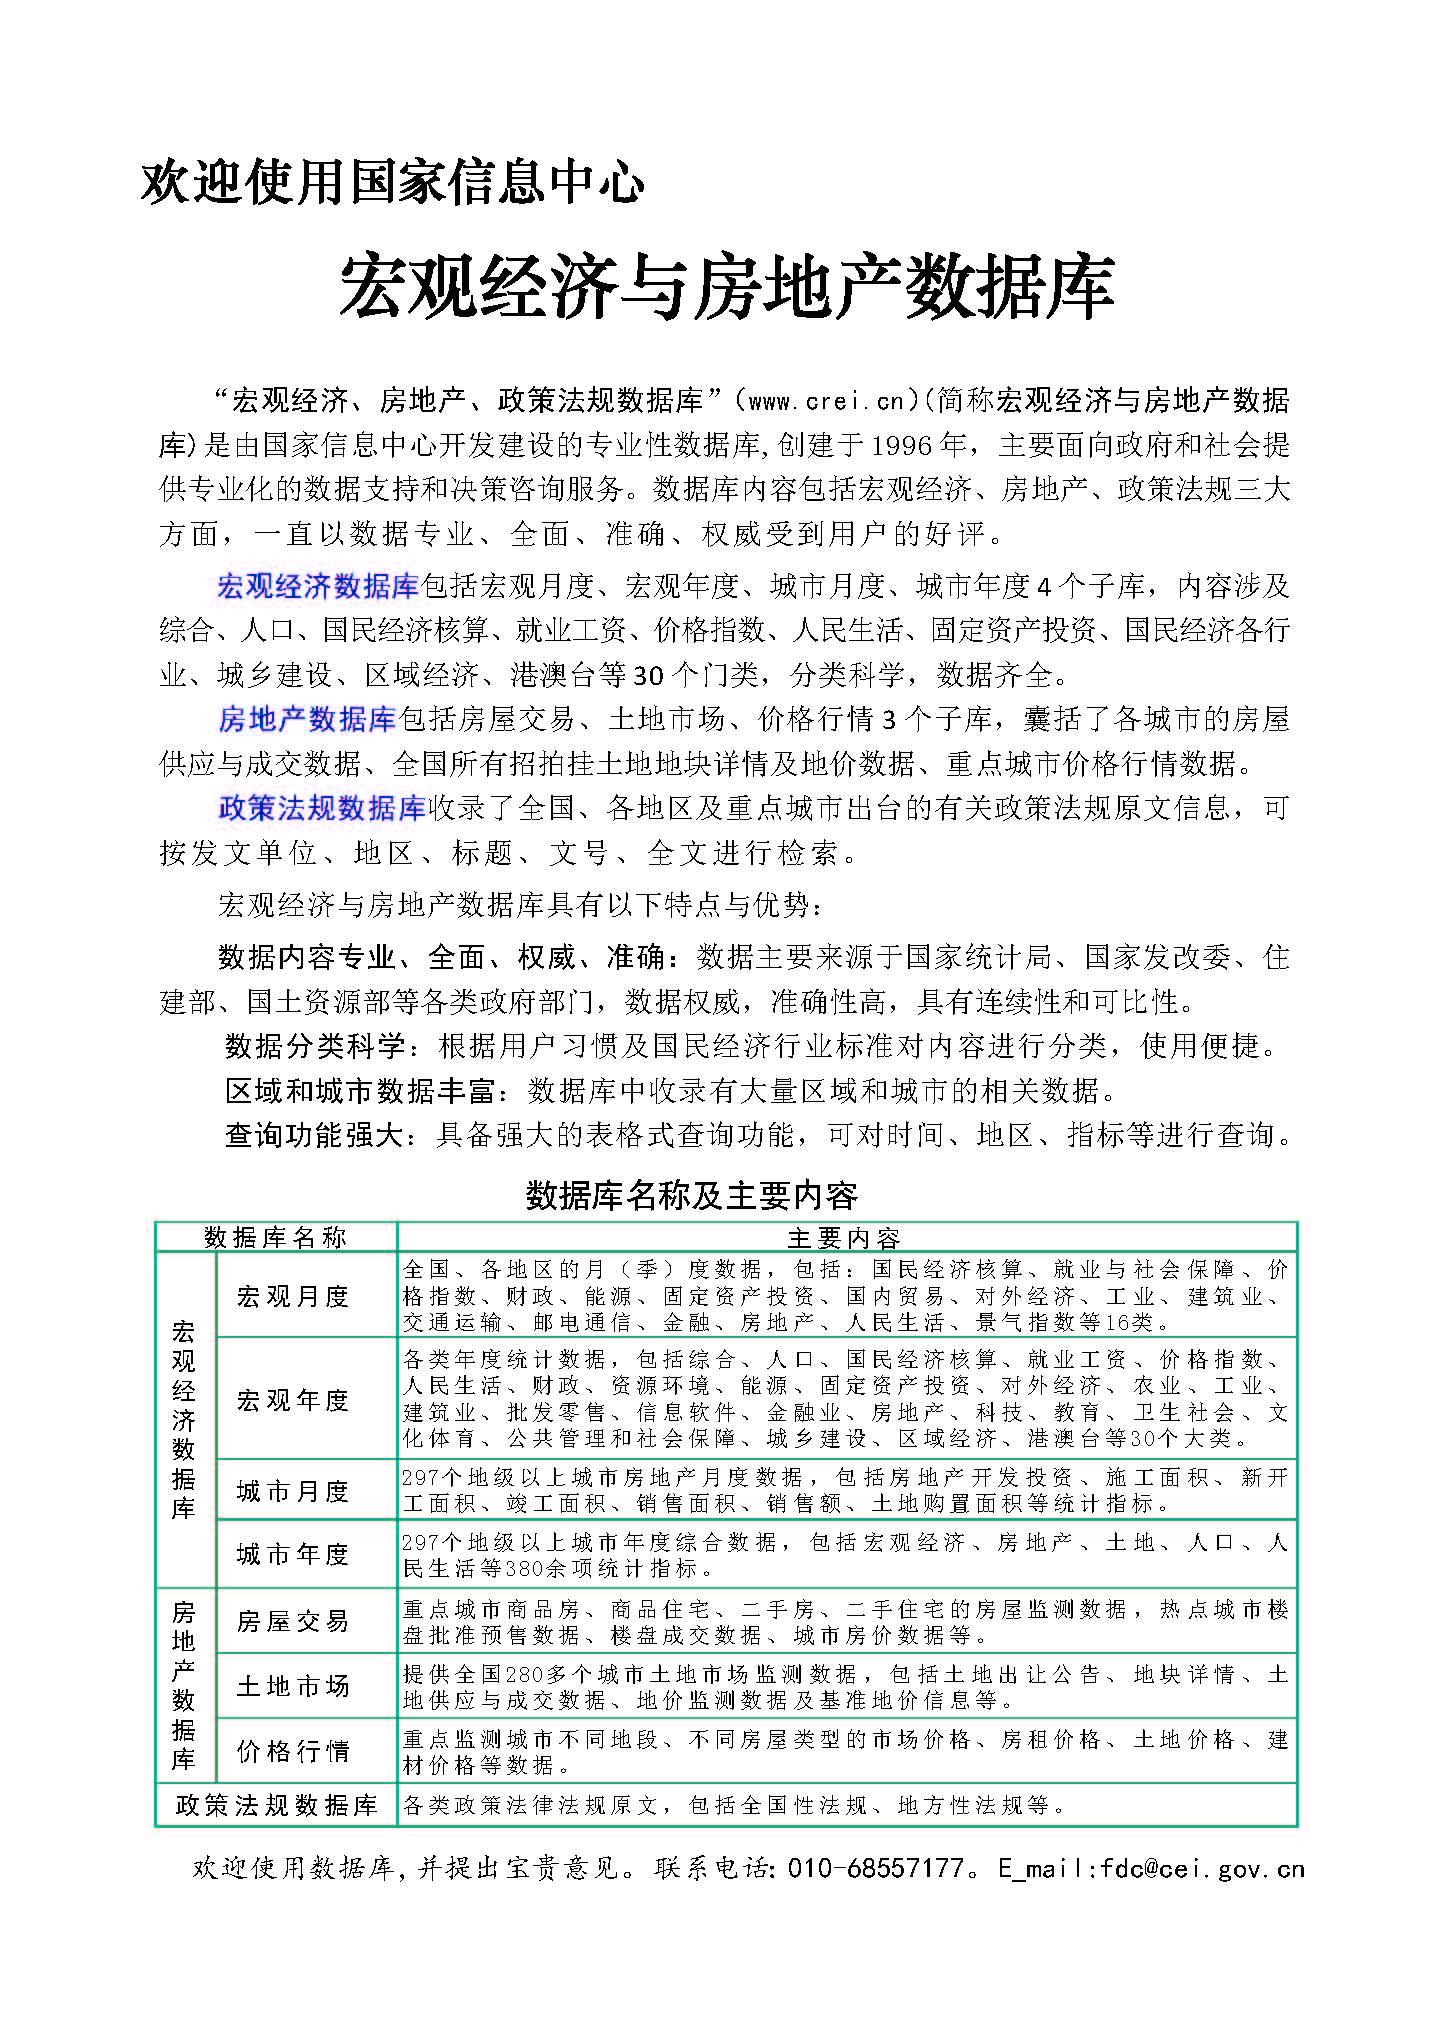 欢迎使用国家信息中心
宏观经济与房地产数据库
“宏观经济、房地产、政策法规数据库”(www.crei.cn)(简称宏观经济与房地产数据
库)是由国家信息中心开发建设的专业性数据库,创建于1996年，主要面向政府和社会提
供专业化的数据支持和决策咨询服务。数据库内容包括宏观经济、房地产、政策法规三大
方面，一直以数据专业、全面、准确、权威受到用户的好评。
宏观经济数据库包括宏观月度、宏观年度、城市月度、城市年度4个子库，内容涉及
综合、人口、国民经济核算、就业工资、价格指数、人民生活、固定资产投资、国民经济各行
业、城乡建设、区域经济、港澳台等30个门类，分类科学，数据齐全。
房地产数据库包括房屋交易、土地市场、价格行情3个子库，囊括了各城市的房屋
供应与成交数据、全国所有招拍挂土地地块详情及地价数据、重点城市价格行情数据。
政策法规数据库收录了全国、各地区及重点城市出台的有关政策法规原文信息，可
按发文单位、地区、标题、文号、全文进行检索。
宏观经济与房地产数据库具有以下特点与优势：
数据内容专业、全面、权威、准确：数据主要来源于国家统计局、国家发改委、住
建部、国土资源部等各类政府部门，数据权威，准确性高，具有连续性和可比性。
数据分类科学：根据用户习惯及国民经济行业标准对内容进行分类，使用便捷。
区域和城市数据丰富：数据库中收录有大量区域和城市的相关数据。
查询功能强大：具备强大的表格式查询功能，可对时间、地区、指标等进行查询。
数据库名称及主要内容
数据库名称 主要内容
宏观经济数据库
宏观月度
全国、各地区的月（季）度数据，包括：国民经济核算、就业与社会保障、价
格指数、财政、能源、固定资产投资、国内贸易、对外经济、工业、建筑业、
交通运输、邮电通信、金融、房地产、人民生活、景气指数等16类。
宏观年度
各类年度统计数据，包括综合、人口、国民经济核算、就业工资、价格指数、
人民生活、财政、资源环境、能源、固定资产投资、对外经济、农业、工业、
建筑业、批发零售、信息软件、金融业、房地产、科技、教育、卫生社会、文
化体育、公共管理和社会保障、城乡建设、区域经济、港澳台等30个大类。
城市月度
297个地级以上城市房地产月度数据，包括房地产开发投资、施工面积、新开
工面积、竣工面积、销售面积、销售额、土地购置面积等统计指标。
城市年度
297个地级以上城市年度综合数据，包括宏观经济、房地产、土地、人口、人
民生活等380余项统计指标。
房地产数据库
房屋交易
重点城市商品房、商品住宅、二手房、二手住宅的房屋监测数据，热点城市楼
盘批准预售数据、楼盘成交数据、城市房价数据等。
土地市场
提供全国280多个城市土地市场监测数据，包括土地出让公告、地块详情、土
地供应与成交数据、地价监测数据及基准地价信息等。
价格行情
重点监测城市不同地段、不同房屋类型的市场价格、房租价格、土地价格、建
材价格等数据。
政策法规数据库 各类政策法律法规原文，包括全国性法规、地方性法规等。
欢迎使用数据库,并提出宝贵意见。联系电话:010-68557177。E_mail:fdc@cei.gov.cn